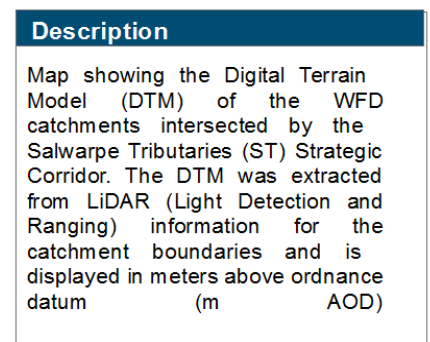 Description
Map showing the Digital Terrain
Model (DTM) of the WFD
catchments intersected by the
Salwarpe Tributaries (ST) Strategic
Corridor. The DTM was extracted
from LiDAR (Light Detection and
Ranging) information for the
catchment boundaries and is
displayed in meters above ordnance
datum (m AOD)